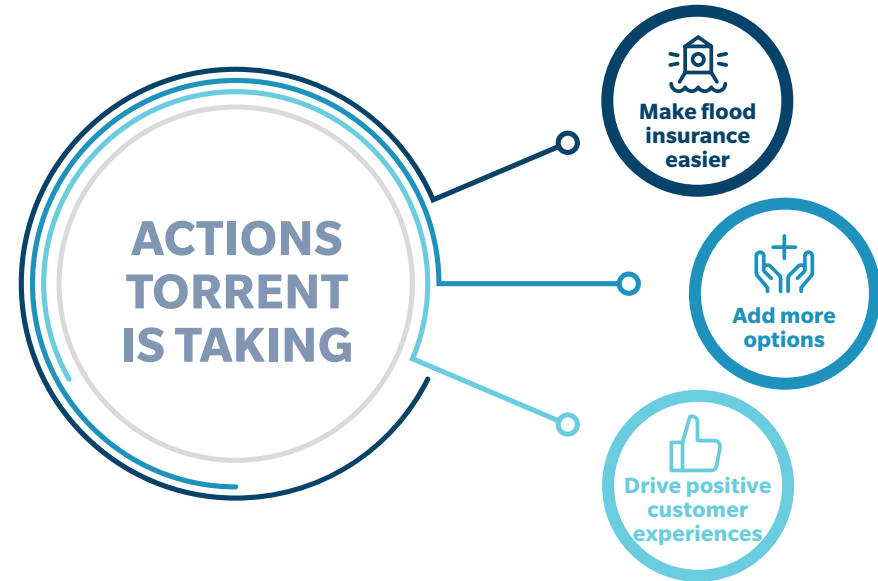 ACTIONS
TORRENT
IS TAKING
Make flood
insurance
easier
Add more
options
Drive positive
customer
experiences